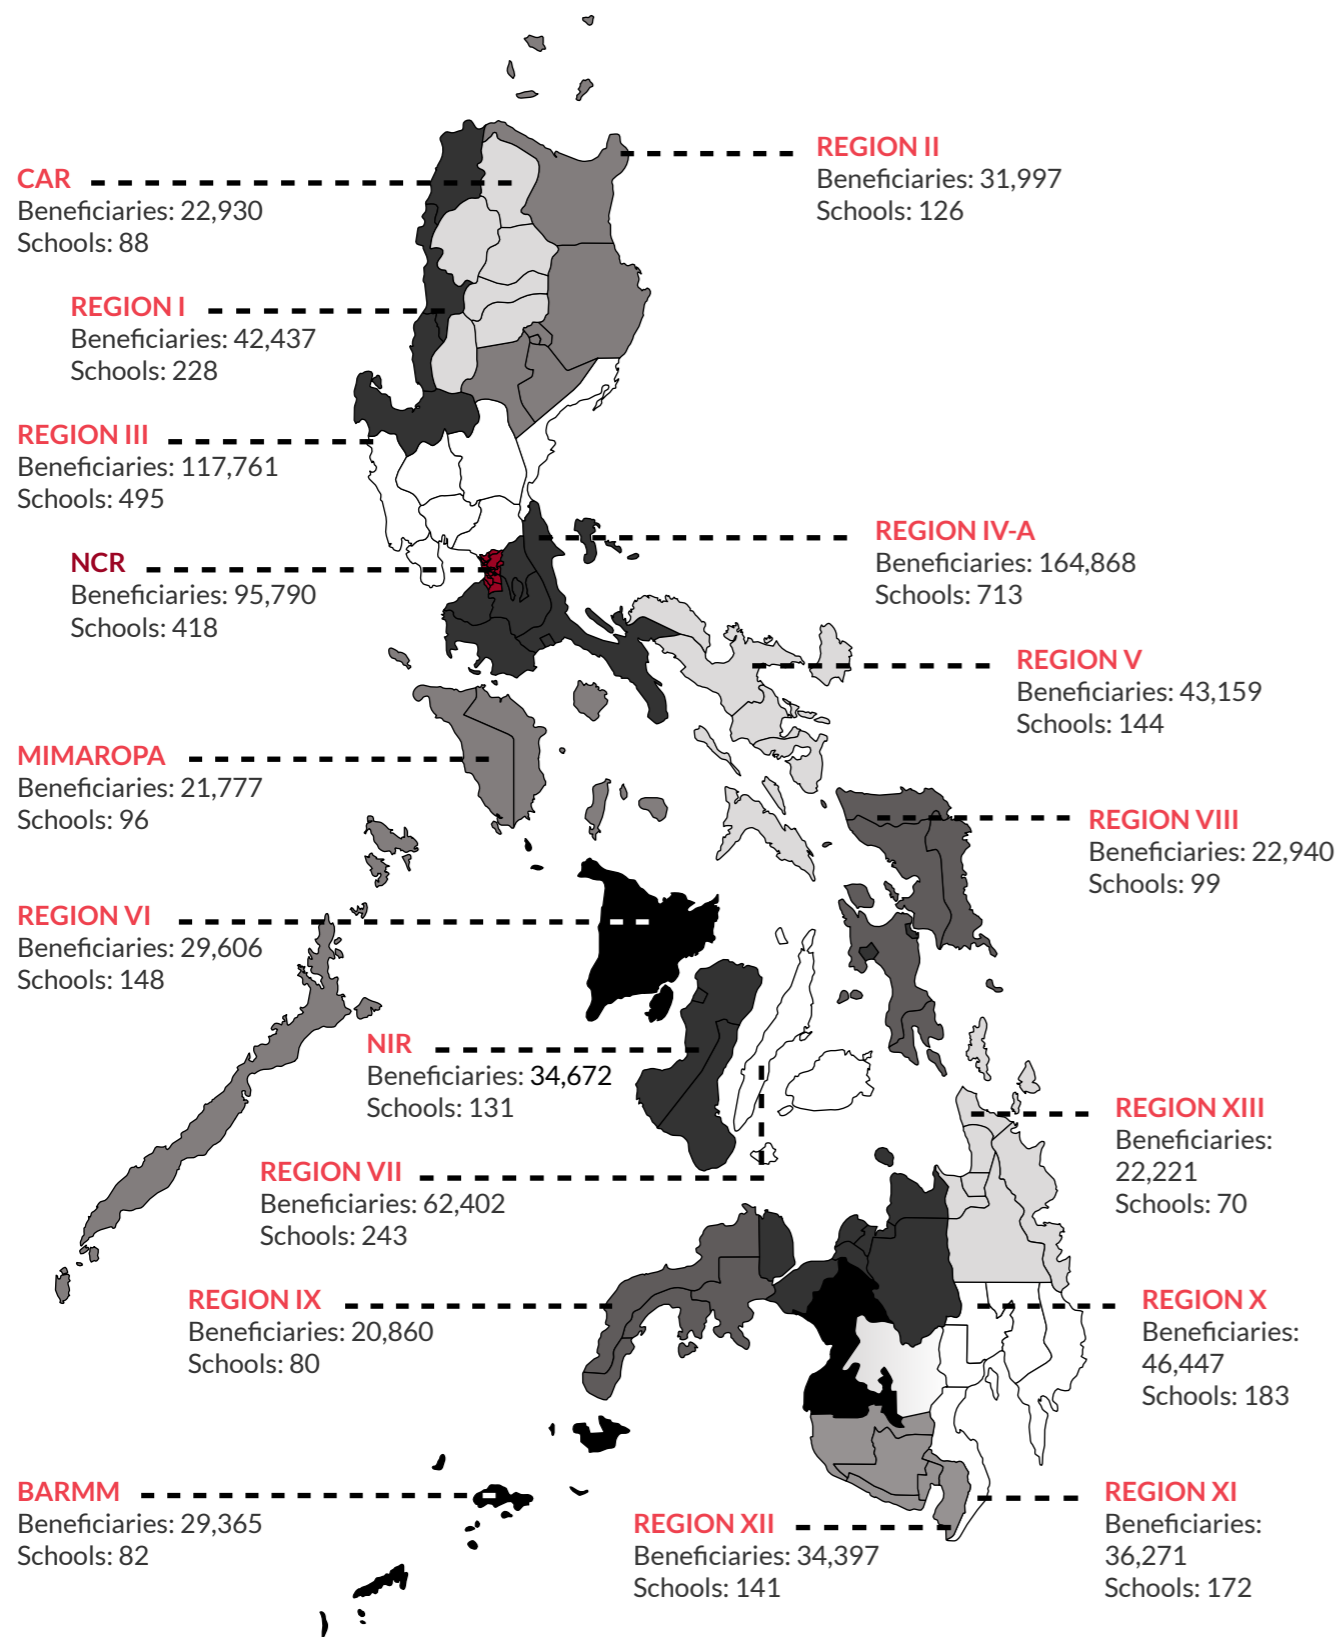 REGION II
Beneficiaries: 31,997
Schools: 126
CAR
Beneficiaries: 22,930
Schools: 88
REGION I
Beneficiaries: 42,437
Schools: 228
REGION III
Beneficiaries: 117,761
Schools: 495
REGION IV-A
Beneficiaries: 164,868
Schools: 713
NCR
Beneficiaries: 95,790
Schools: 418
REGION V
Beneficiaries: 43,159
Schools: 144
MIMAROPA
Beneficiaries: 21,777
Schools: 96
REGION VIII
Beneficiaries: 22,940
Schools: 99
REGION VI
Beneficiaries: 29,606
Schools: 148
NIR
Beneficiaries: 34,672
Schools: 131
REGION XIII
Beneficiaries:
22,221
Schools: 70
REGION VII
Beneficiaries: 62,402
Schools: 243
REGION IX
Beneficiaries: 20,860
Schools: 80
REGION X
Beneficiaries:
46,447
Schools: 183
BARMM
Beneficiaries: 29,365
Schools: 82
REGION XI
Beneficiaries:
36,271
Schools: 172
REGION XII
Beneficiaries: 34,397
Schools: 141